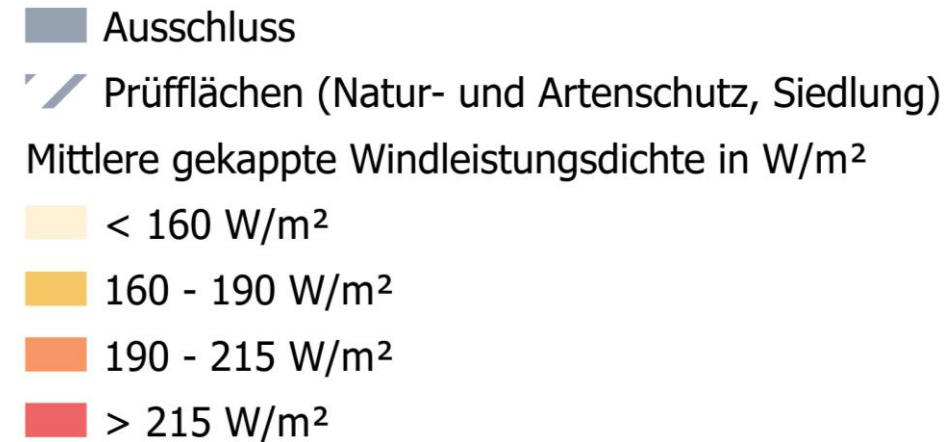 Ausschluss
Prüfflächen (Natur- und Artenschutz, Siedlung)
Mittlere gekappte Windleistungsdichte in W/m²
< 160 W/m²
160 - 190 W/m²
190 - 215 W/m²
> 215 W/m²